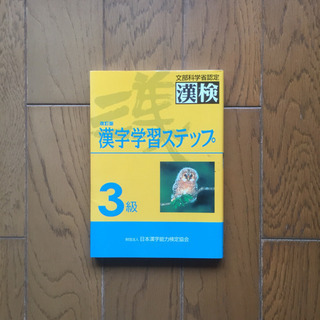 文部科学省認定
漢検
改訂版
漢字学習ステップ
3級
財団法人 日本漢字能力検定協会